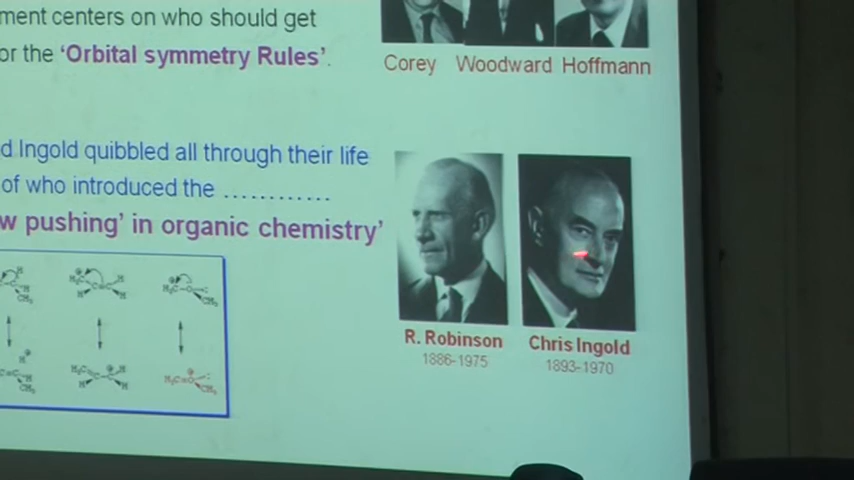 ment centers on who should get
or the ‘Orbital symmetry Rules’.
Corey Woodward Hoffmann
d Ingold quibbled all through their life
of who introduced the …………
w pushing’ in organic chemistry’
R. Robinson
1886-1975
Chris Ingold
1893-1970